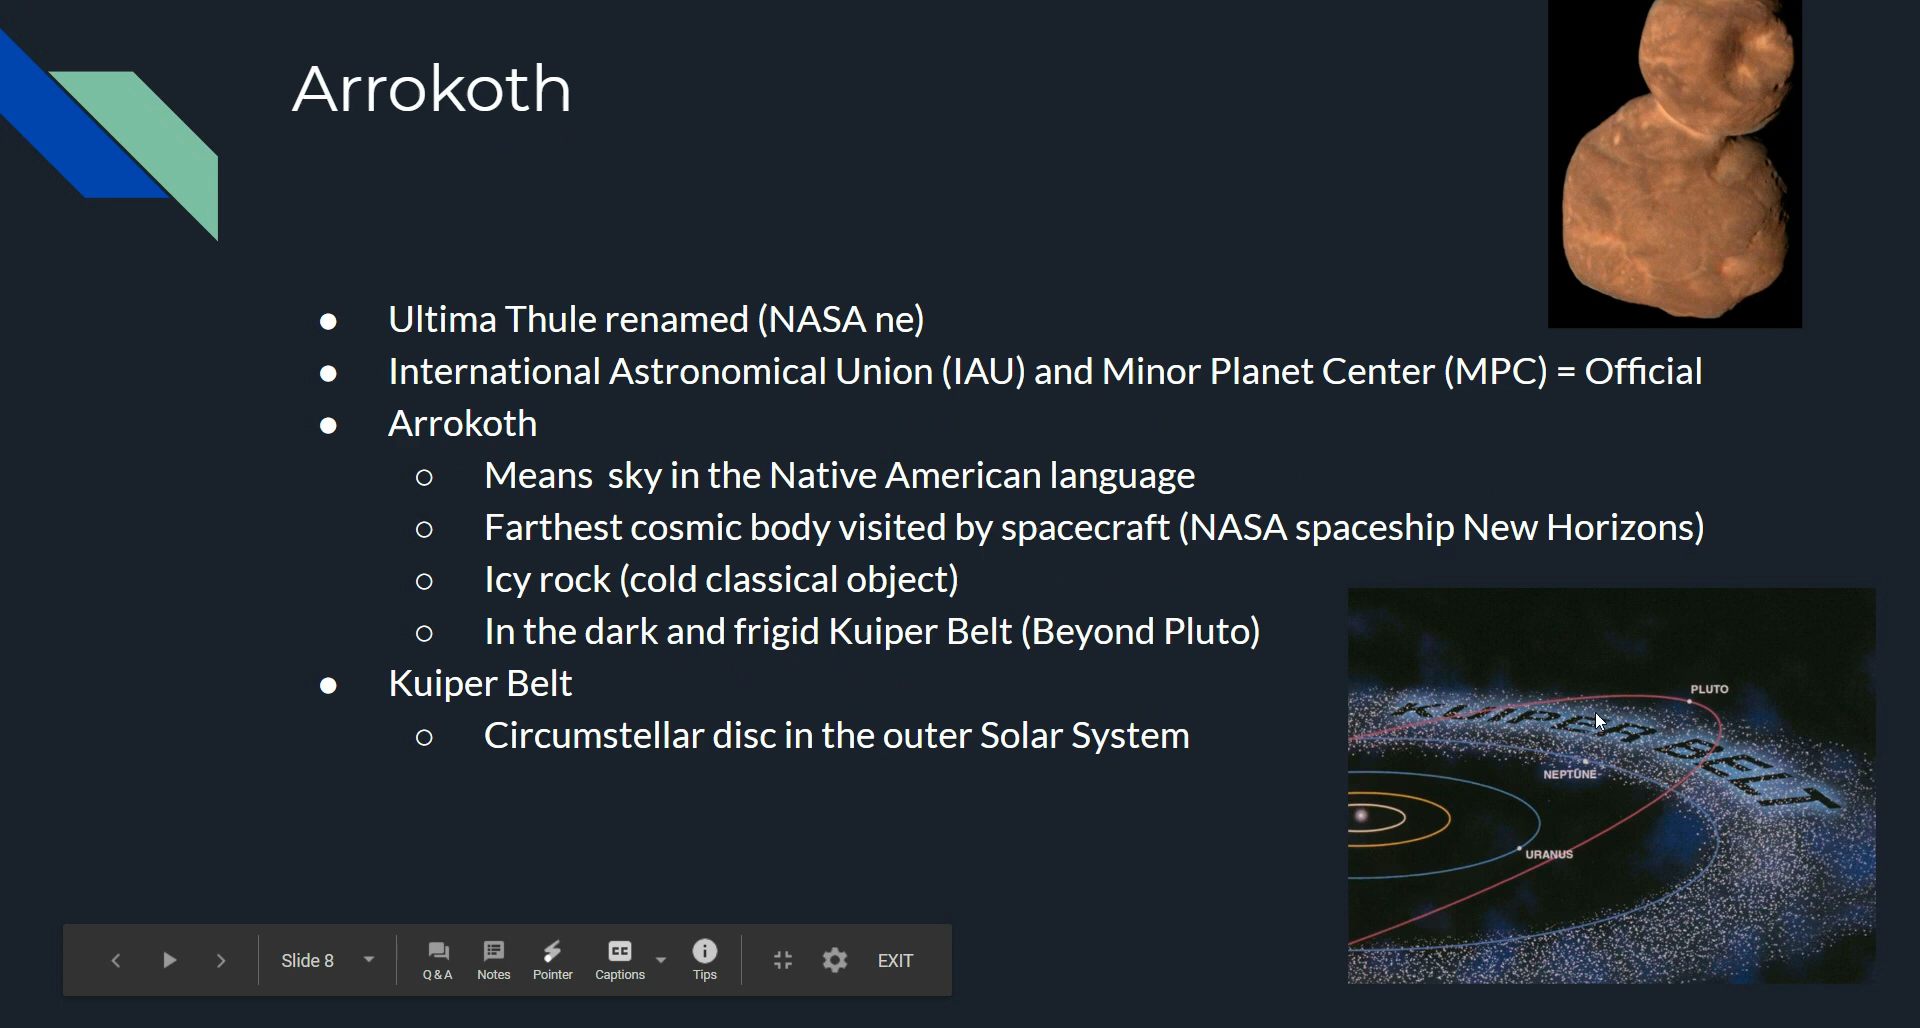 Arrokoth
● Ultima Thule renamed (NASA ne)
● International Astronomical Union (IAU) and Minor Planet Center (MPC) = Official
● Arrokoth
○ Means  sky in the Native American language
○ Farthest cosmic body visited by spacecraft (NASA spaceship New Horizons)
○ Icy rock (cold classical object)
○ In the dark and frigid Kuiper Belt (Beyond Pluto)
● Kuiper Belt
○ Circumstellar disc in the outer Solar System
PLUTO
KUIPER BELT
NEPTUNE
URANUS
Slide 8
Q & A
Notes
Pointer
CC
Captions
Tips
EXIT